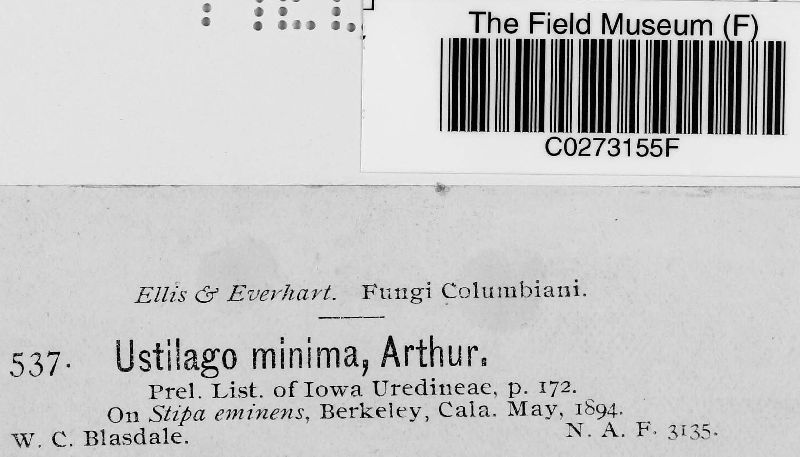 The Field Museum (F)
C0273155F
Ellis & Everhart. Fungi Columbiani.
537. Ustilago minima, Arthur.
Prel. List. of Iowa Uredineae, p. 172.
On Stipa eminens, Berkeley, Cala. May, 1894.
W. C. Blasdale. N. A. F. 3135.